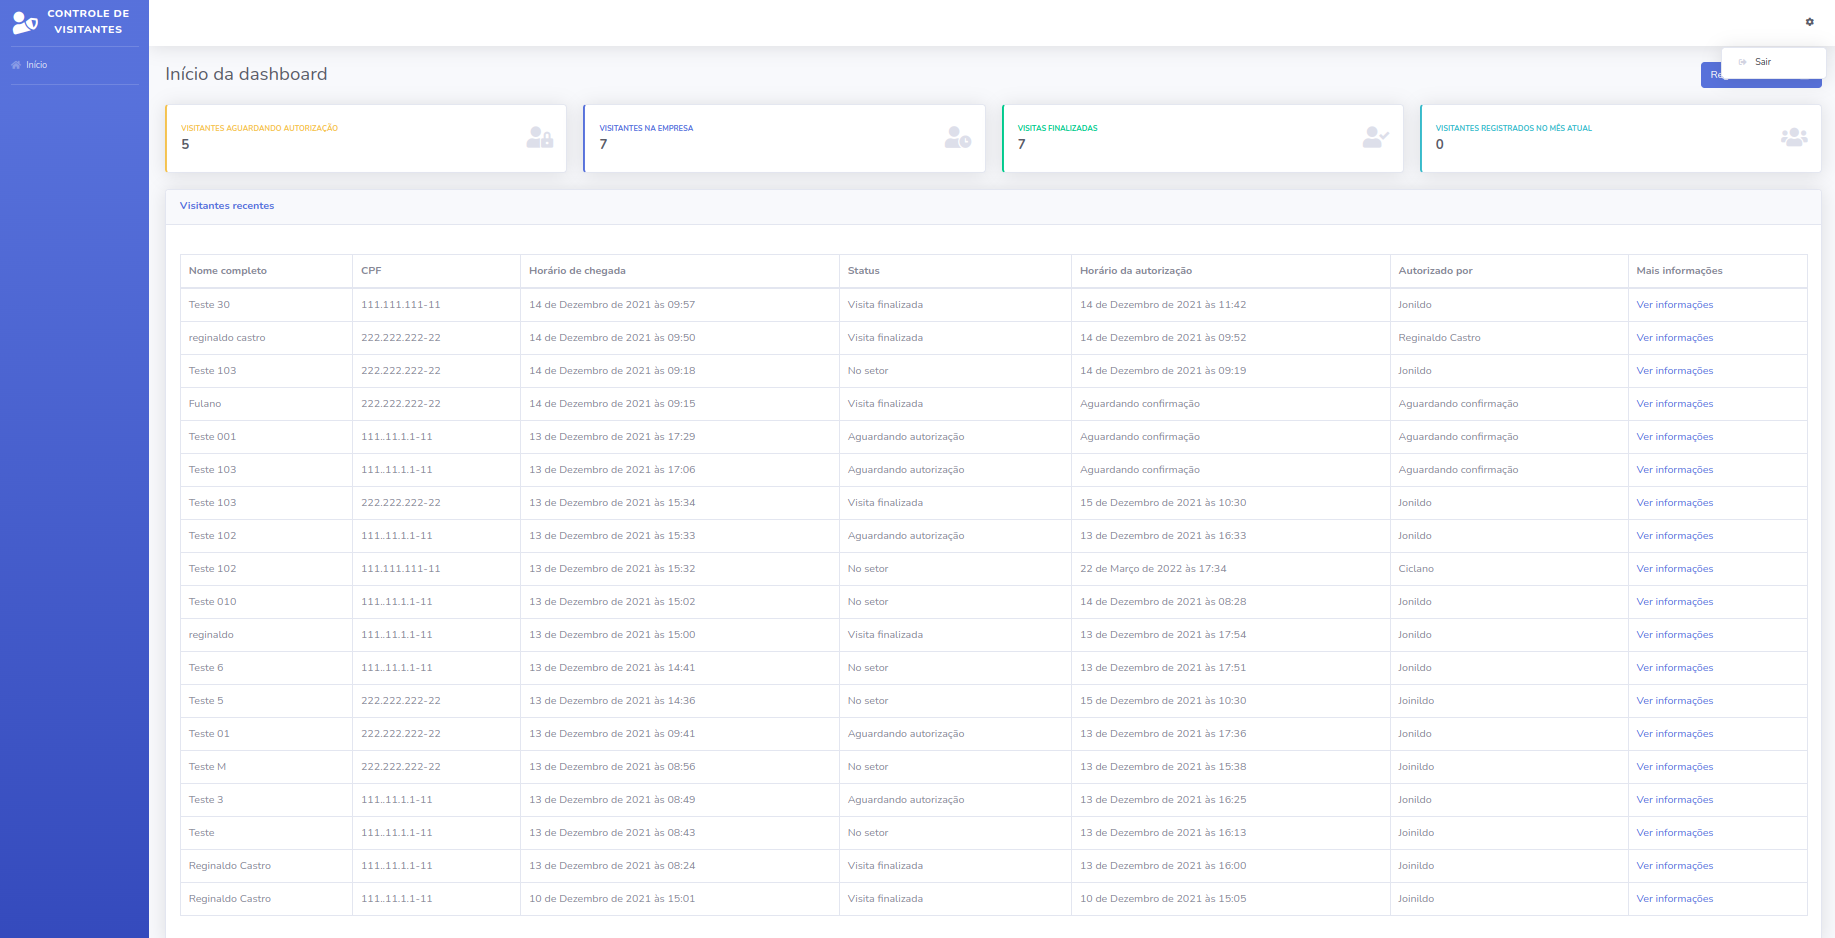 CONTROLE DE
VISITANTES
Início
Sair
Início da dashboard
VISITANTES AGUARDANDO AUTORIZAÇÃO
5
VISITANTES NA EMPRESA
7
VISITAS FINALIZADAS
7
VISITANTES REGISTRADOS NO MÊS ATUAL
0
Visitantes recentes
Nome completo CPF Horário de chegada Status Horário da autorização Autorizado por Mais informações
Teste 30 111.111.111-11 14 de Dezembro de 2021 às 09:57 Visita finalizada 14 de Dezembro de 2021 às 11:42 Jonildo Ver informações
reginaldo castro 222.222.222-22 14 de Dezembro de 2021 às 09:50 Visita finalizada 14 de Dezembro de 2021 às 09:52 Reginaldo Castro Ver informações
Teste 103 222.222.222-22 14 de Dezembro de 2021 às 09:18 No setor 14 de Dezembro de 2021 às 09:19 Jonildo Ver informações
Fulano 222.222.222-22 14 de Dezembro de 2021 às 09:15 Visita finalizada Aguardando confirmação Aguardando confirmação Ver informações
Teste 001 111..11.1.1-11 13 de Dezembro de 2021 às 17:29 Aguardando autorização Aguardando confirmação Aguardando confirmação Ver informações
Teste 103 111..11.1.1-11 13 de Dezembro de 2021 às 17:06 Aguardando autorização Aguardando confirmação Aguardando confirmação Ver informações
Teste 103 222.222.222-22 13 de Dezembro de 2021 às 15:34 Visita finalizada 15 de Dezembro de 2021 às 10:30 Jonildo Ver informações
Teste 102 111..11.1.1-11 13 de Dezembro de 2021 às 15:33 Aguardando autorização 13 de Dezembro de 2021 às 16:33 Jonildo Ver informações
Teste 102 111.111.111-11 13 de Dezembro de 2021 às 15:32 No setor 22 de Março de 2022 às 17:34 Ciclano Ver informações
Teste 010 111..11.1.1-11 13 de Dezembro de 2021 às 15:02 No setor 14 de Dezembro de 2021 às 08:28 Jonildo Ver informações
reginaldo 111..11.1.1-11 13 de Dezembro de 2021 às 15:00 Visita finalizada 13 de Dezembro de 2021 às 17:54 Jonildo Ver informações
Teste 6 111..11.1.1-11 13 de Dezembro de 2021 às 14:41 No setor 13 de Dezembro de 2021 às 17:51 Jonildo Ver informações
Teste 5 222.222.222-22 13 de Dezembro de 2021 às 14:36 No setor 15 de Dezembro de 2021 às 10:30 Joinildo Ver informações
Teste 01 222.222.222-22 13 de Dezembro de 2021 às 09:41 Aguardando autorização 13 de Dezembro de 2021 às 17:36 Jonildo Ver informações
Teste M 222.222.222-22 13 de Dezembro de 2021 às 08:56 No setor 13 de Dezembro de 2021 às 15:38 Joinildo Ver informações
Teste 3 111..11.1.1-11 13 de Dezembro de 2021 às 08:49 Aguardando autorização 13 de Dezembro de 2021 às 16:25 Jonildo Ver informações
Teste 111..11.1.1-11 13 de Dezembro de 2021 às 08:43 No setor 13 de Dezembro de 2021 às 16:13 Joinildo Ver informações
Reginaldo Castro 111..11.1.1-11 13 de Dezembro de 2021 às 08:24 Visita finalizada 13 de Dezembro de 2021 às 16:00 Joinildo Ver informações
Reginaldo Castro 111..11.1.1-11 10 de Dezembro de 2021 às 15:01 Visita finalizada 10 de Dezembro de 2021 às 15:05 Joinildo Ver informações